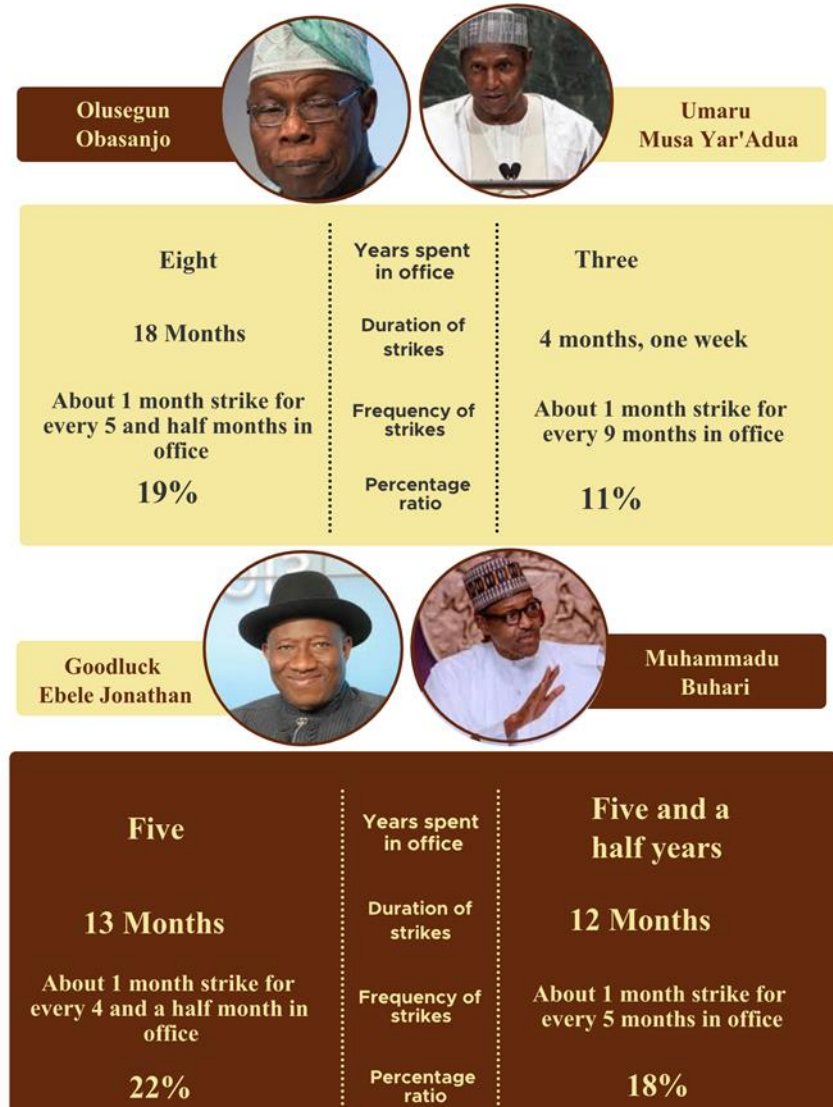 Olusegun
Obasanjo
Umaru
Musa Yar'Adua
Eight
Years spent
in office
Three
18 Months
Duration of
strikes
4 months, one week
About 1 month strike for
every 5 and half months in
office
Frequency of
strikes
About 1 month strike for
every 9 months in office
19%
Percentage
ratio
11%
Goodluck
Ebele Jonathan
Muhammadu
Buhari
Five
Years spent
in office
Five and a
half years
13 Months
Duration of
strikes
12 Months
About 1 month strike for
every 4 and a half month in
office
Frequency of
strikes
About 1 month strike for
every 5 months in office
22%
Percentage
ratio
18%